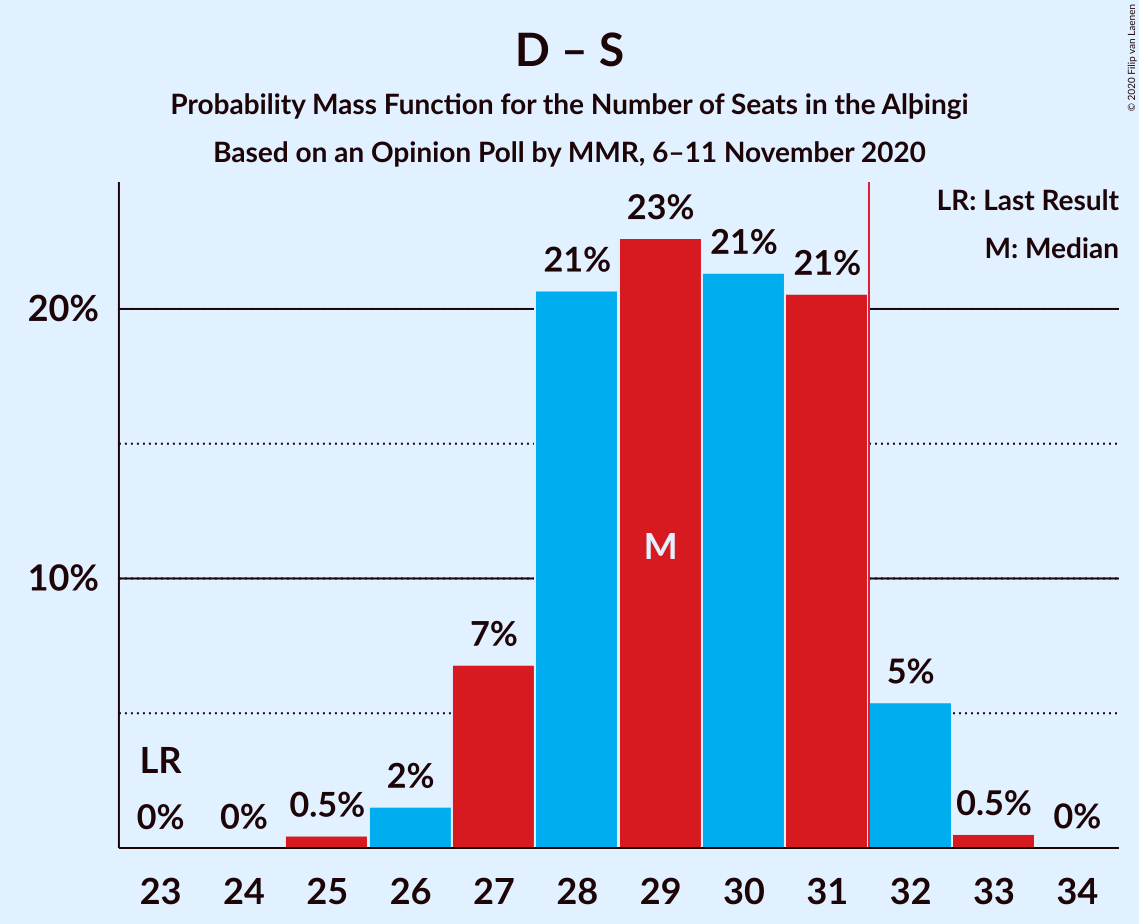 D – S
Probability Mass Function for the Number of Seats in the Alþingi
Based on an Opinion Poll by MMR, 6–11 November 2020
© 2020 Filip van Laenen
LR: Last Result
M: Median
20%
10%
LR
0%
0%
0.5%
2%
7%
21%
23%
21%
21%
5%
0.5%
0%
M
23 24 25 26 27 28 29 30 31 32 33 34